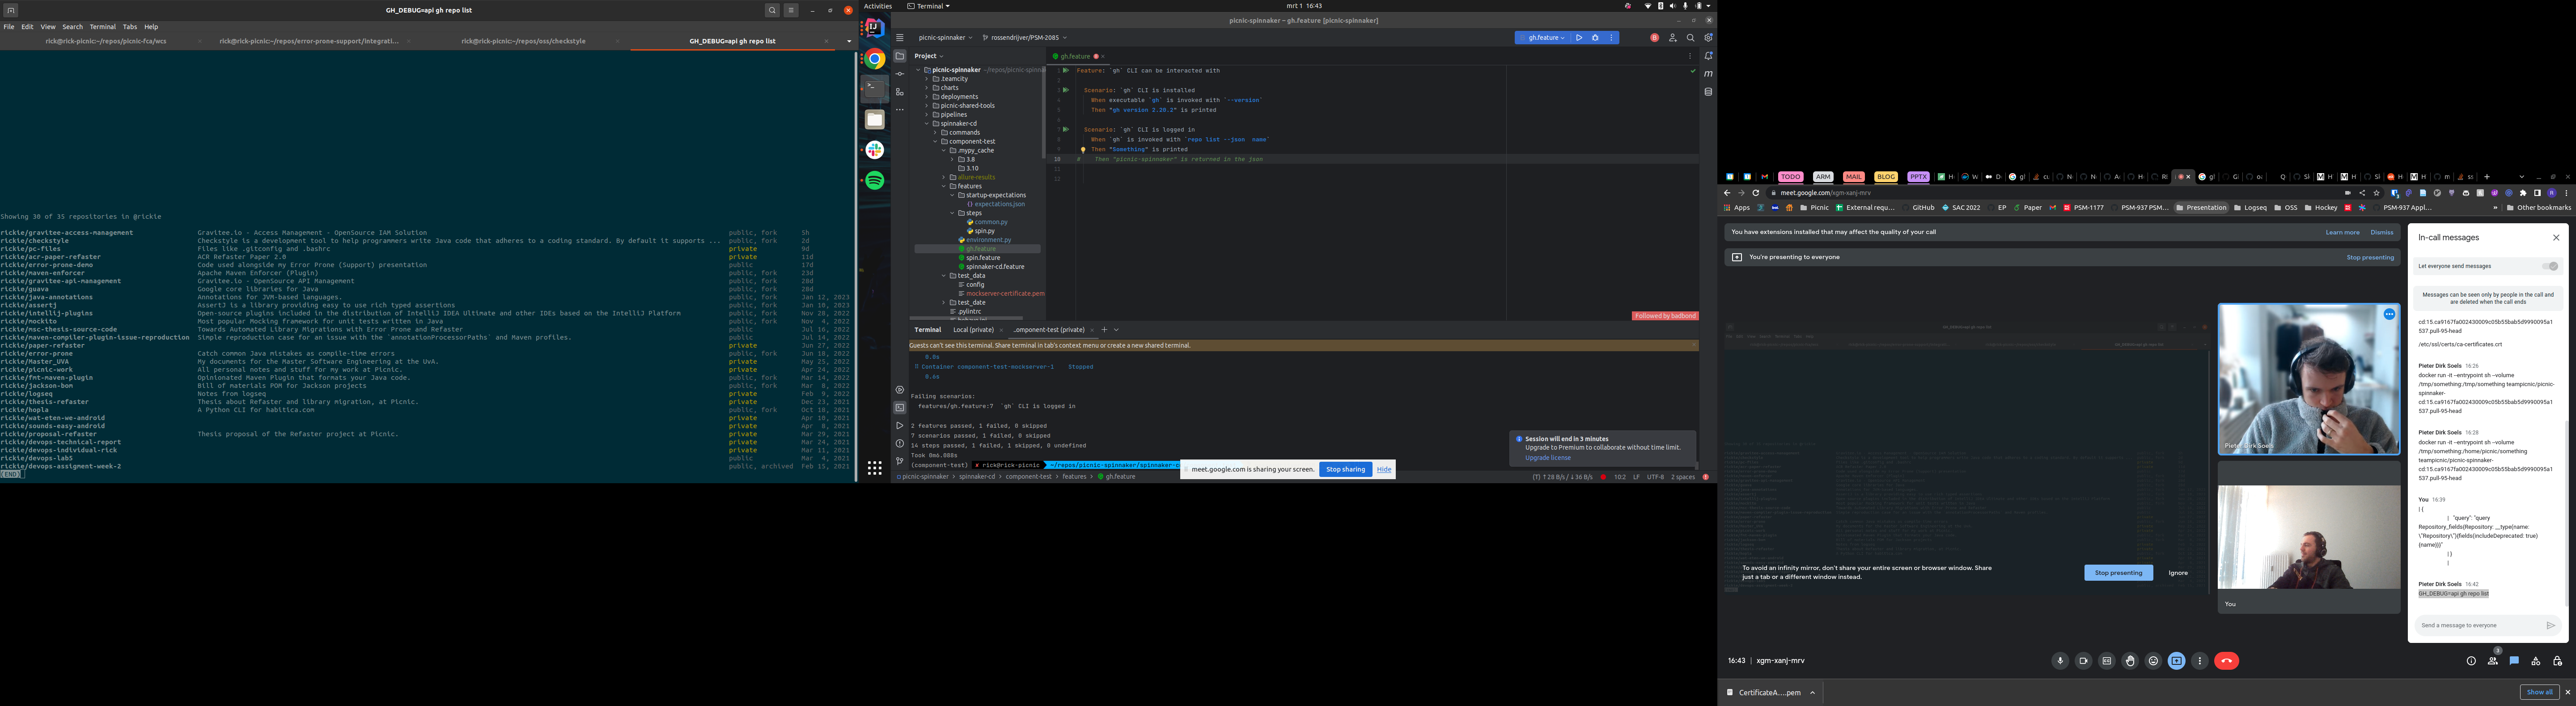 GH_DEBUG=api gh repo list
File Edit View Search Terminal Tabs Help
rick@rick-picnic:~/repos/picnic-fca/wcs
rick@rick-picnic:~/repos/error-prone-support/integrati...
rick@rick-picnic:~/repos/oss/checkstyle
GH_DEBUG=api gh repo list
Showing 30 of 35 repositories in @rickie
rickie/gravitee-access-management Gravitee.io - Access Management - OpenSource IAM Solution public, fork 5h
rickie/checkstyle Checkstyle is a development tool to help programmers write Java code that adheres to a coding standard. By default it supports ... public, fork 2d
rickie/pc-files Files like .gitconfig and .bashrc private 9d
rickie/acr-paper-refaster ACR Refaster Paper 2.0 private 11d
rickie/error-prone-demo Code used alongside my Error Prone (Support) presentation public 17d
rickie/maven-enforcer Apache Maven Enforcer (Plugin) public, fork 23d
rickie/gravitee-api-management Gravitee.io - OpenSource API Management public, fork 28d
rickie/guava Google core libraries for Java public, fork 28d
rickie/java-annotations Annotations for JVM-based languages. public, fork Jan 12, 2023
rickie/assertj AssertJ is a library providing easy to use rich typed assertions public, fork Jan 10, 2023
rickie/intellij-plugins Open-source plugins included in the distribution of IntelliJ IDEA Ultimate and other IDEs based on the IntelliJ Platform public, fork Nov 28, 2022
rickie/mockito Most popular Mocking framework for unit tests written in Java public, fork Nov 4, 2022
rickie/msc-thesis-source-code Towards Automated Library Migrations with Error Prone and Refaster public Jul 16, 2022
rickie/maven-compiler-plugin-issue-reproduction Simple reproduction case for an issue with the `annotationProcessorPaths` and Maven profiles. public Jul 14, 2022
rickie/paper-refaster private Jun 27, 2022
rickie/error-prone Catch common Java mistakes as compile-time errors public, fork Jun 10, 2022
rickie/Master_UVA My documents for the Master Software Engineering at the UvA. private May 25, 2022
rickie/picnic-work All personal notes and stuff for my work at Picnic. private Apr 24, 2022
rickie/fmt-maven-plugin Opinionated Maven Plugin that formats your Java code. public, fork Mar 14, 2022
rickie/jackson-bom Bill of materials POM for Jackson projects public, fork Mar 8, 2022
rickie/logseq Notes from logseq private Feb 9, 2022
rickie/thesis-refaster Thesis about Refaster and library migration, at Picnic. private Dec 23, 2021
rickie/hopla A Python CLI for habitica.com public, fork Oct 10, 2021
rickie/wat-eten-we-android private Apr 10, 2021
rickie/sounds-easy-android private Apr 8, 2021
rickie/proposal-refaster Thesis proposal of the Refaster project at Picnic. private Mar 29, 2021
rickie/devops-technical-report private Mar 24, 2021
rickie/devops-individual-rick private Mar 11, 2021
rickie/devops-lab5 public Mar 4, 2021
rickie/devops-assigment-week-2 public, archived Feb 15, 2021
(END)
Activities Terminal mrt 1 16:43
picnic-spinnaker – gh.feature [picnic-spinnaker]
picnic-spinnaker rossendrijver/PSM-2085 gh.feature
Project
picnic-spinnaker ~/repos/picnic-spinn
.teamcity
charts
deployments
picnic-shared-tools
pipelines
spinnaker-cd
commands
component-test
.mypy_cache
3.8
3.10
allure-results
features
startup-expectations
expectations.json
steps
common.py
spin.py
environment.py
gh.feature
spin.feature
spinnaker-cd.feature
test_data
config
mockserver-certificate.pem
test_date
.pylintrc
gh.feature
1 Feature: `gh` CLI can be interacted with
2
3 Scenario: `gh` CLI is installed
4 When executable `gh` is invoked with `--version`
5 Then "gh version 2.20.2" is printed
6
7 Scenario: `gh` CLI is logged in
8 When `gh` is invoked with `repo list --json name`
9 Then "Something" is printed
10 # Then "picnic-spinnaker" is returned in the json
11
12
Followed by badbond
Terminal Local (private) ...component-test (private)
Guests can't see this terminal. Share terminal in tab's context menu or create a new shared terminal.
0.0s
Container component-test-mockserver-1 Stopped
0.6s
Failing scenarios:
features/gh.feature:7 `gh` CLI is logged in
2 features passed, 1 failed, 0 skipped
7 scenarios passed, 1 failed, 0 skipped
14 steps passed, 1 failed, 1 skipped, 0 undefined
Took 0m6.088s
(component-test) ✗ rick@rick-picnic ~/repos/picnic-spinnaker/spinnaker-c
Session will end in 3 minutes
Upgrade to Premium to collaborate without time limit.
Upgrade license
meet.google.com is sharing your screen. Stop sharing Hide
picnic-spinnaker > spinnaker-cd > component-test > features > gh.feature
(T) ↑28 B/s / ↓36 B/s 10:2 LF UTF-8 2 spaces
TODO ARM MAIL BLOG PPTX
meet.google.com/xgm-xanj-mrv
Apps Picnic External requ... GitHub SAC 2022 EP Paper PSM-1177 PSM-937 PSM... Presentation Logseq OSS Hockey PSM-937 Appl... Other bookmarks
You have extensions installed that may affect the quality of your call Learn more Dismiss
You're presenting to everyone Stop presenting
To avoid an infinity mirror, don't share your entire screen or browser window. Share
just a tab or a different window instead.
Stop presenting Ignore
Pieter Dirk Soels
You
In-call messages
Let everyone send messages
Messages can be seen only by people in the call and
are deleted when the call ends
cd:15.ca9167fa002430009c05b55bab5d9990095a1
537.pull-95-head
/etc/ssl/certs/ca-certificates.crt
Pieter Dirk Soels 16:26
docker run -it --entrypoint sh --volume
/tmp/something:/tmp/something teampicnic/picnic-
spinnaker-
cd:15.ca9167fa002430009c05b55bab5d9990095a1
537.pull-95-head
Pieter Dirk Soels 16:28
docker run -it --entrypoint sh --volume
/tmp/something:/home/picnic/something
teampicnic/picnic-spinnaker-
cd:15.ca9167fa002430009c05b55bab5d9990095a1
537.pull-95-head
You 16:39
| {
| "query": "query
Repository_fields{Repository: __type(name:
\"Repository\"){fields(includeDeprecated: true)
{name}}}"
| }
|
Pieter Dirk Soels 16:42
GH_DEBUG=api gh repo list
Send a message to everyone
16:43 | xgm-xanj-mrv
3
CertificateA....pem
Show all